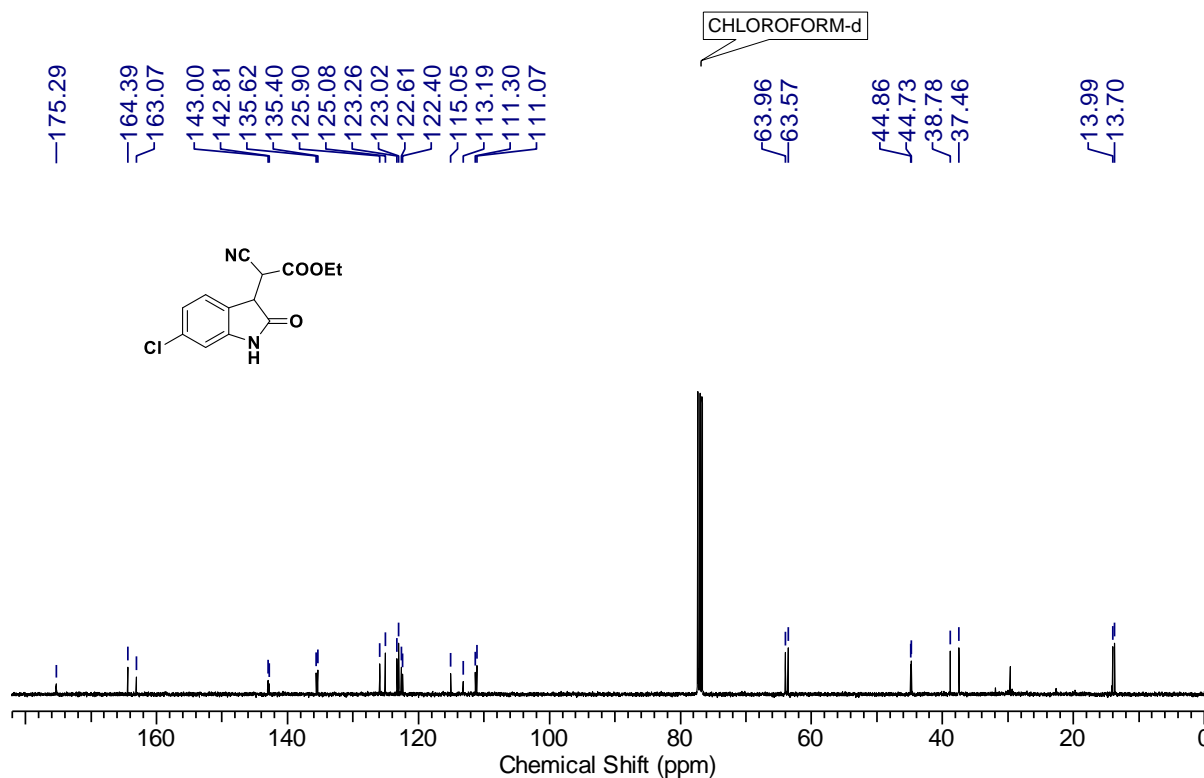 CHLOROFORM-d
175.29
164.39
163.07
143.00
142.81
135.62
135.40
125.90
125.08
123.26
123.02
122.61
122.40
115.05
113.19
111.30
111.07
63.96
63.57
44.86
44.73
38.78
37.46
13.99
13.70
NC
COOEt
O
Cl
N
H
160 140 120 100 80 60 40 20 0
Chemical Shift (ppm)